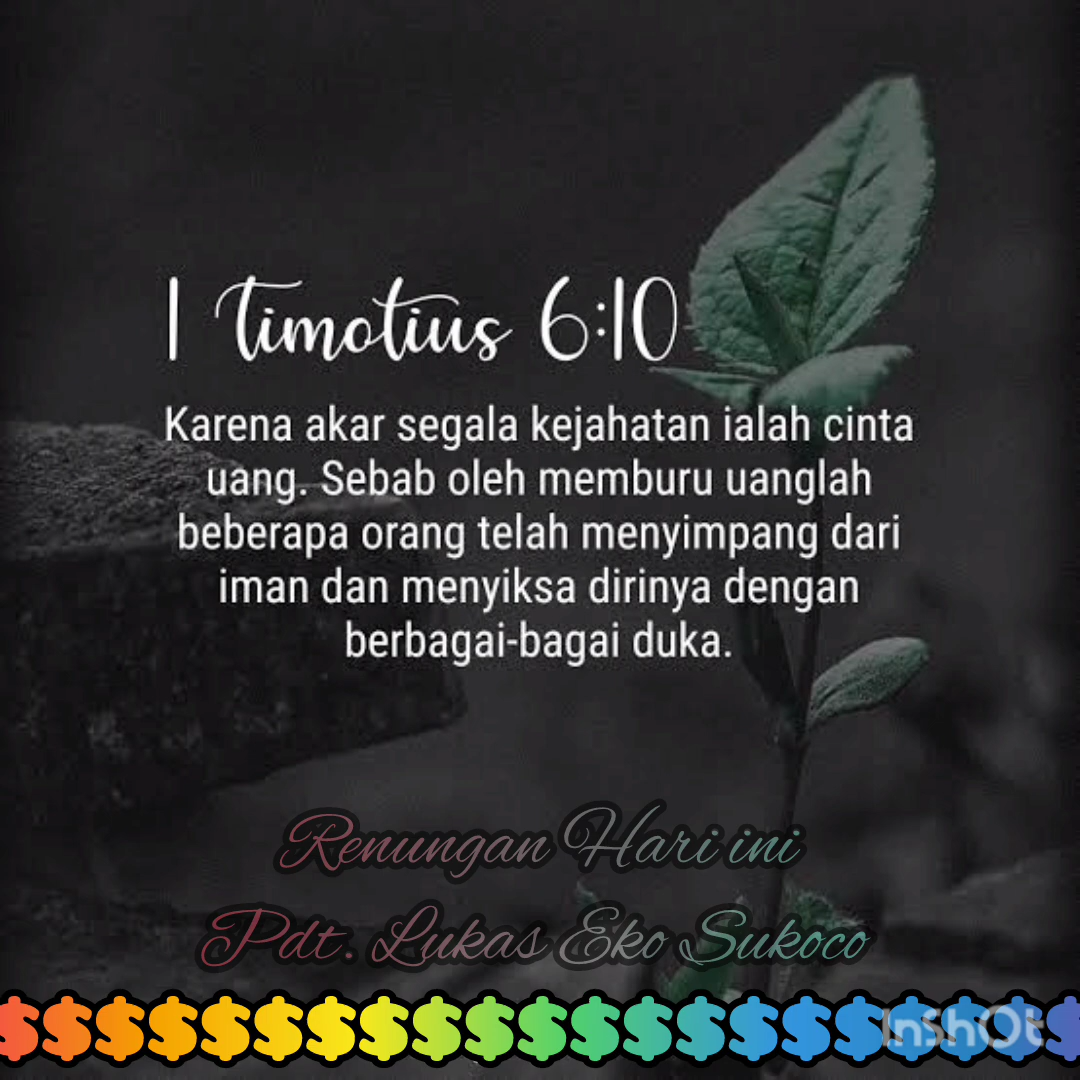 1 Timotius 6:10
Karena akar segala kejahatan ialah cinta
uang. Sebab oleh memburu uanglah
beberapa orang telah menyimpang dari
iman dan menyiksa dirinya dengan
berbagai-bagai duka.
Renungan Hari ini
Pdt. Lukas Eko Sukoco
$$$$$$$$$$$$$$$$$$$$$
InShOt